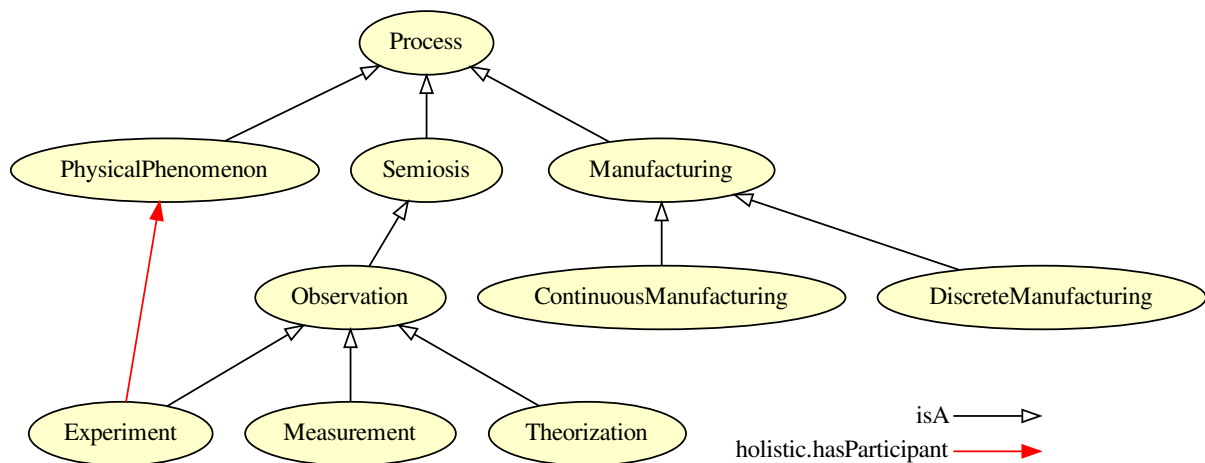 Process
PhysicalPhenomenon
Semiosis
Manufacturing
Observation
ContinuousManufacturing
DiscreteManufacturing
Experiment
Measurement
Theorization
isA
holistic.hasParticipant